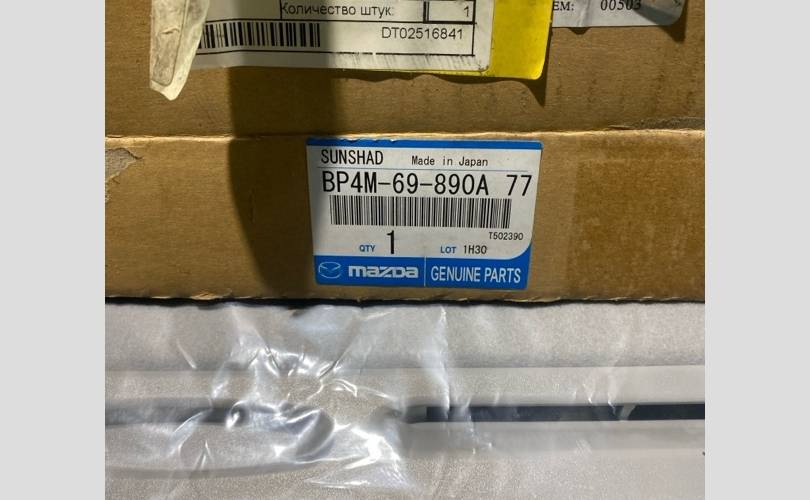 Количество штук: 1
DT02516841
EM: 00503
SUNSHAD Made in Japan
BP4M-69-890A 77
T502390
QTY 1 LOT 1H30
mazda GENUINE PARTS